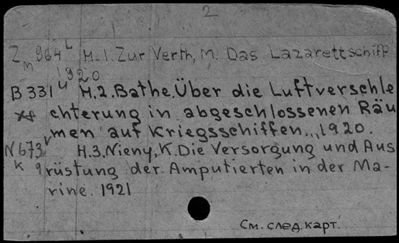 2
Z m 964 L H.1. Zur Verth, M. Das Lazarettschiff
1920
B 331 L H.2. Bathe. Über die Luftverschle
chterung in abgeschlossenen Räu
men auf Kriegsschiffen,, 1920.
N 673 v H.3. Nieny, K. Die Versorgung und Aus
k 9 rüstung der Amputierten in der Ma-
rine. 1921
См. след. карт.